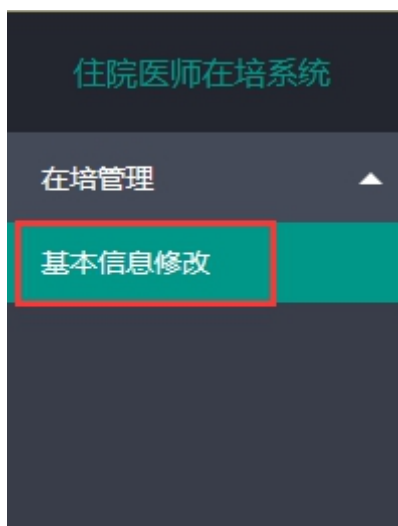 住院医师在培系统
在培管理
基本信息修改